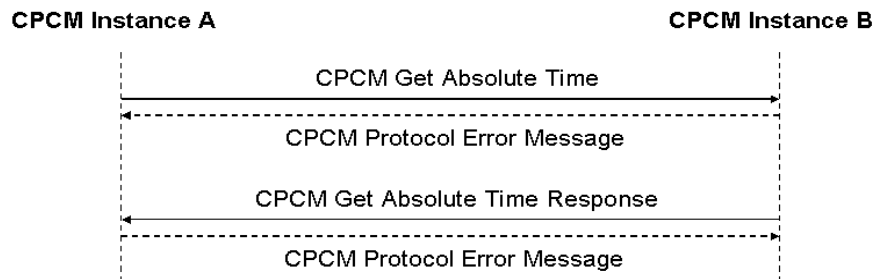 CPCM Instance A
CPCM Instance B
CPCM Get Absolute Time
CPCM Protocol Error Message
CPCM Get Absolute Time Response
CPCM Protocol Error Message